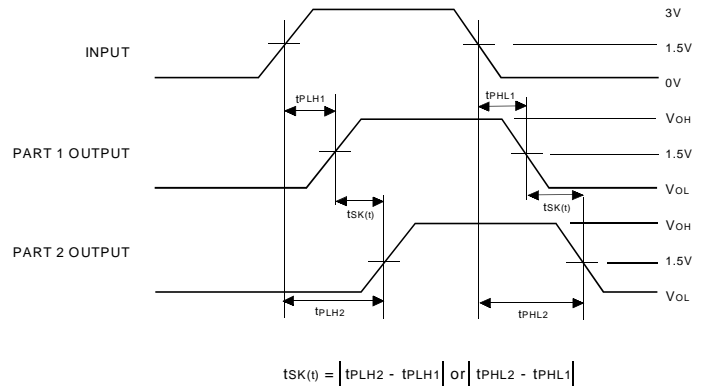 3V
INPUT
1.5V
0V
tPLH1
tPHL1
VOH
PART 1 OUTPUT
1.5V
VOL
tSK(t)
tSK(t)
VOH
PART 2 OUTPUT
1.5V
VOL
tPLH2
tPHL2
tSK(t) = |tPLH2 - tPLH1| or |tPHL2 - tPHL1|